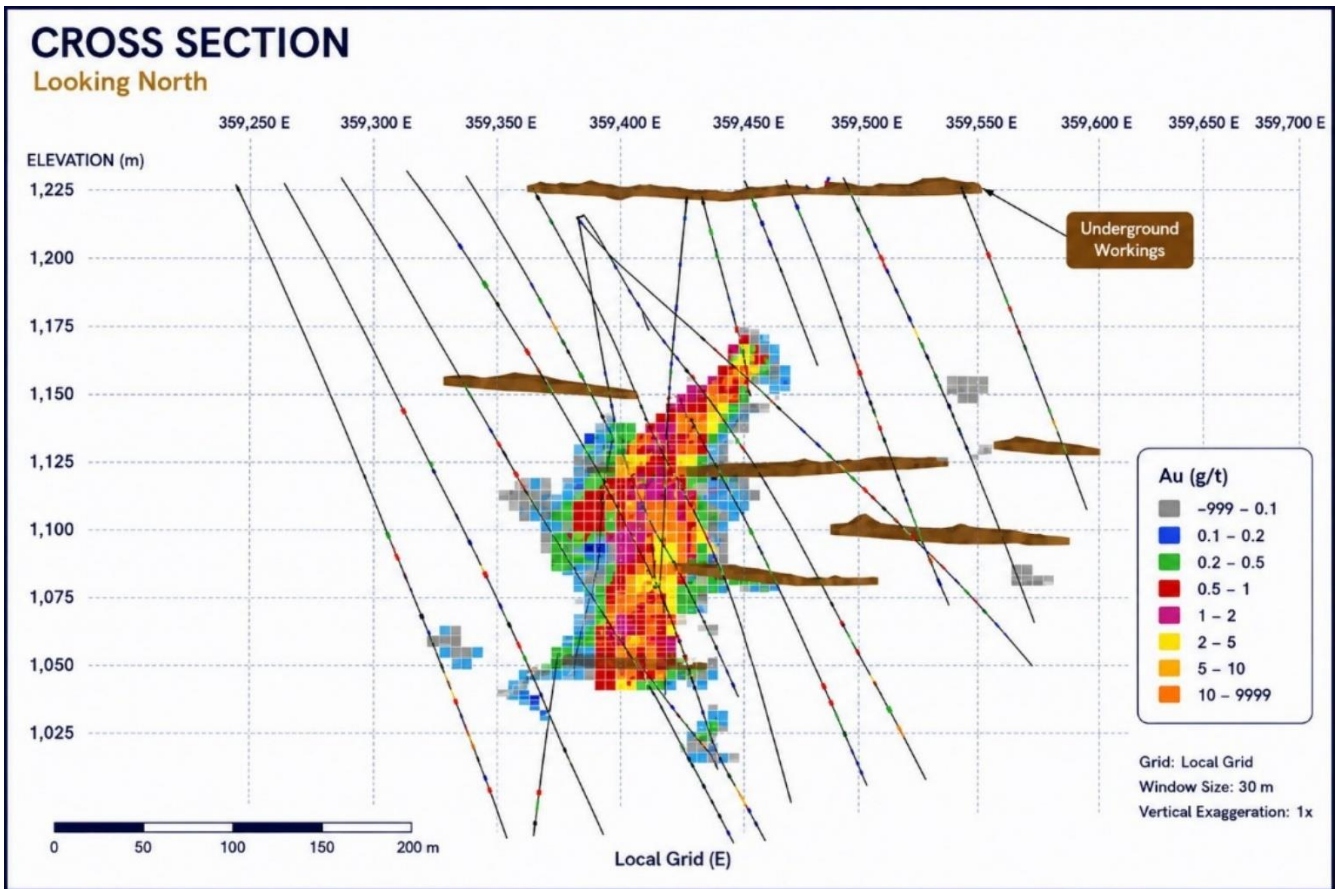 CROSS SECTION
Looking North
359,250 E 359,300 E 359,350 E 359,400 E 359,450 E 359,500 E 359,550 E 359,600 E 359,650 E 359,700 E
ELEVATION (m)
1,225
1,200
1,175
1,150
1,125
1,100
1,075
1,050
1,025
Underground
Workings
Au (g/t)
-999 – 0.1
0.1 – 0.2
0.2 – 0.5
0.5 – 1
1 – 2
2 – 5
5 – 10
10 – 9999
Grid: Local Grid
Window Size: 30 m
Vertical Exaggeration: 1x
0 50 100 150 200 m
Local Grid (E)